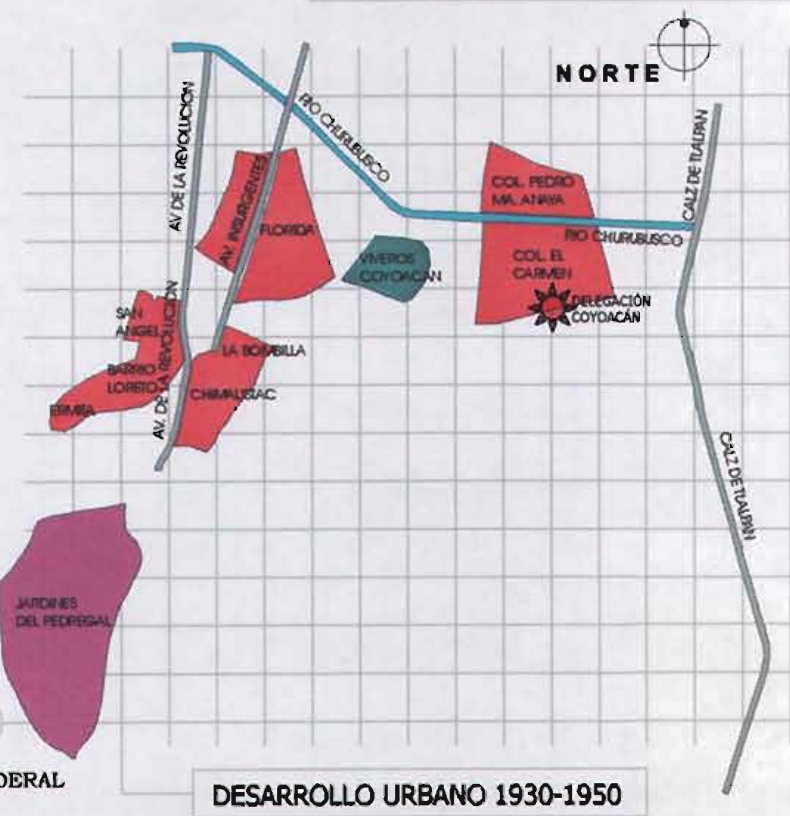 NORTE
AV DE LA REVOLUCION
RIO CHURUBUSCO
CALZ DE TLALPAN
AV. INSURGENTES
FLORIDA
COL. PEDRO
MA. ANAYA
RIO CHURUBUSCO
VIVEROS
COYOACAN
COL. EL
CARMEN
DELEGACIÓN
COYOACÁN
SAN
ANGEL
AV. DE LA REVOLUCION
LA BOMBILLA
BARRIO
LORETO
CHIMALISTAC
ERMITA
CALZ DE TLALPAN
JARDINES
DEL PEDREGAL
DERAL
DESARROLLO URBANO 1930-1950